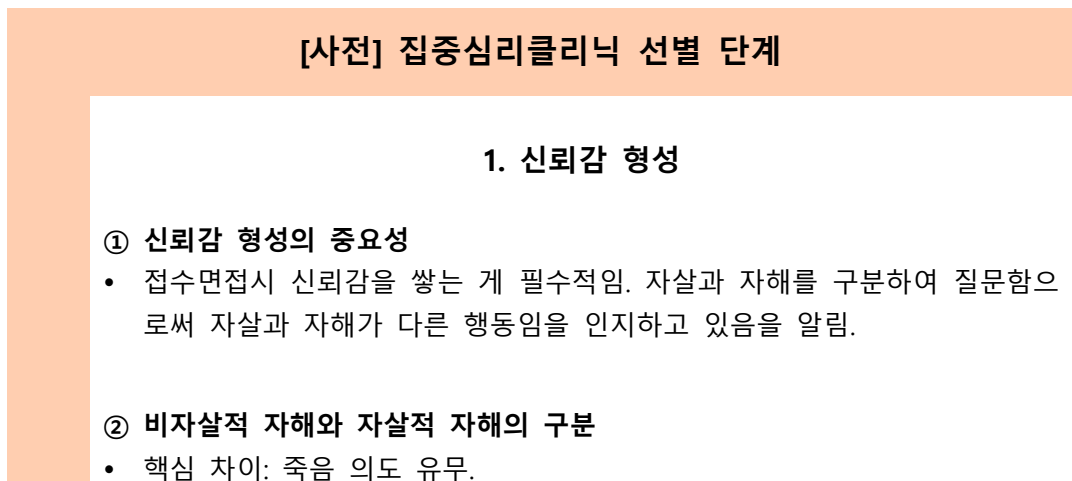 [사전] 집중심리클리닉 선별 단계
1. 신뢰감 형성
① 신뢰감 형성의 중요성
• 접수면접시 신뢰감을 쌓는 게 필수적임. 자살과 자해를 구분하여 질문함으
로써 자살과 자해가 다른 행동임을 인지하고 있음을 알림.
② 비자살적 자해와 자살적 자해의 구분
• 핵심 차이: 죽음 의도 유무.